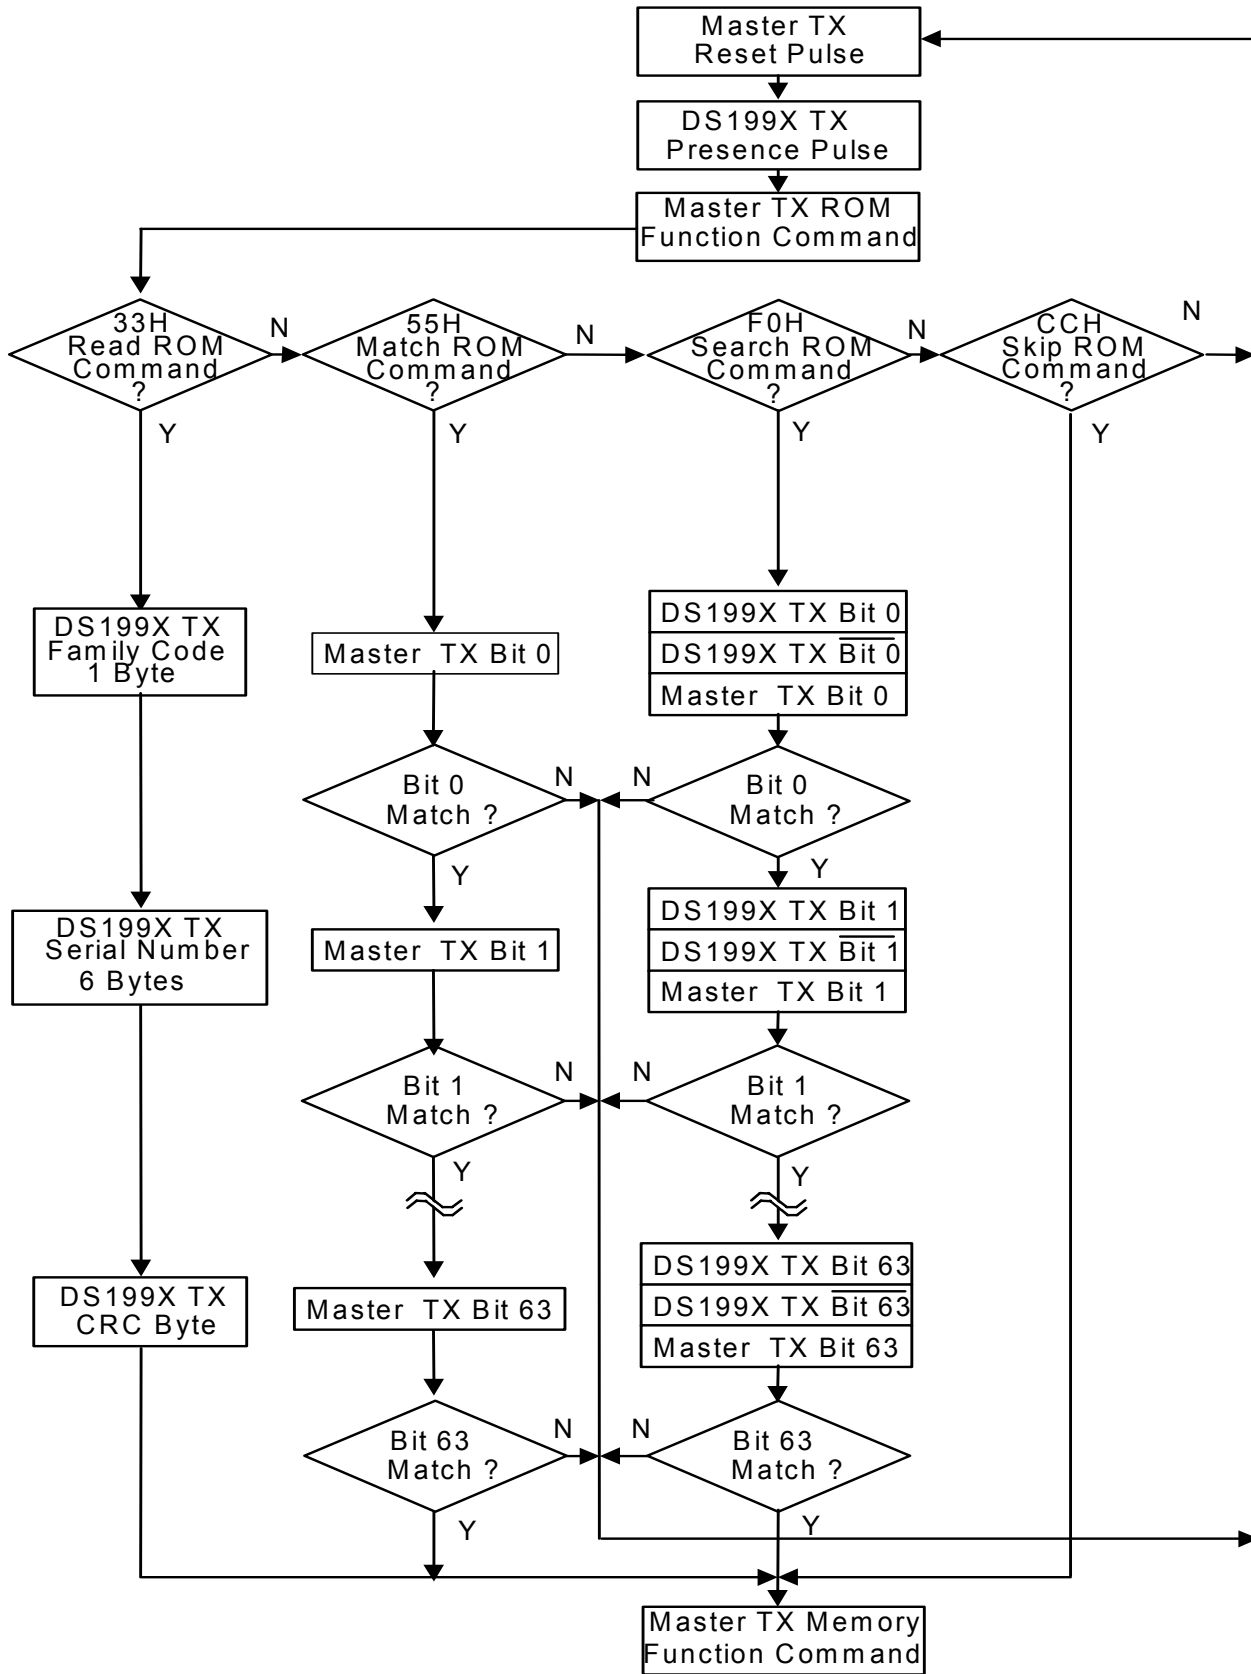 Master TX
Reset Pulse
DS199X TX
Presence Pulse
Master TX ROM
Function Command
33H
Read ROM
Command
?
N
Y
55H
Match ROM
Command
?
N
Y
F0H
Search ROM
Command
?
N
Y
CCH
Skip ROM
Command
?
N
Y
DS199X TX
Family Code
1 Byte
DS199X TX
Serial Number
6 Bytes
DS199X TX
CRC Byte
Master TX Bit 0
Bit 0
Match ?
N
Y
Master TX Bit 1
Bit 1
Match ?
N
Y
Master TX Bit 63
Bit 63
Match ?
N
Y
DS199X TX Bit 0
DS199X TX B̅i̅t̅ ̅0̅
Master TX Bit 0
Bit 0
Match ?
N
Y
DS199X TX Bit 1
DS199X TX B̅i̅t̅ ̅1̅
Master TX Bit 1
Bit 1
Match ?
N
Y
DS199X TX Bit 63
DS199X TX B̅i̅t̅ ̅6̅3̅
Master TX Bit 63
Bit 63
Match ?
N
Y
Master TX Memory
Function Command